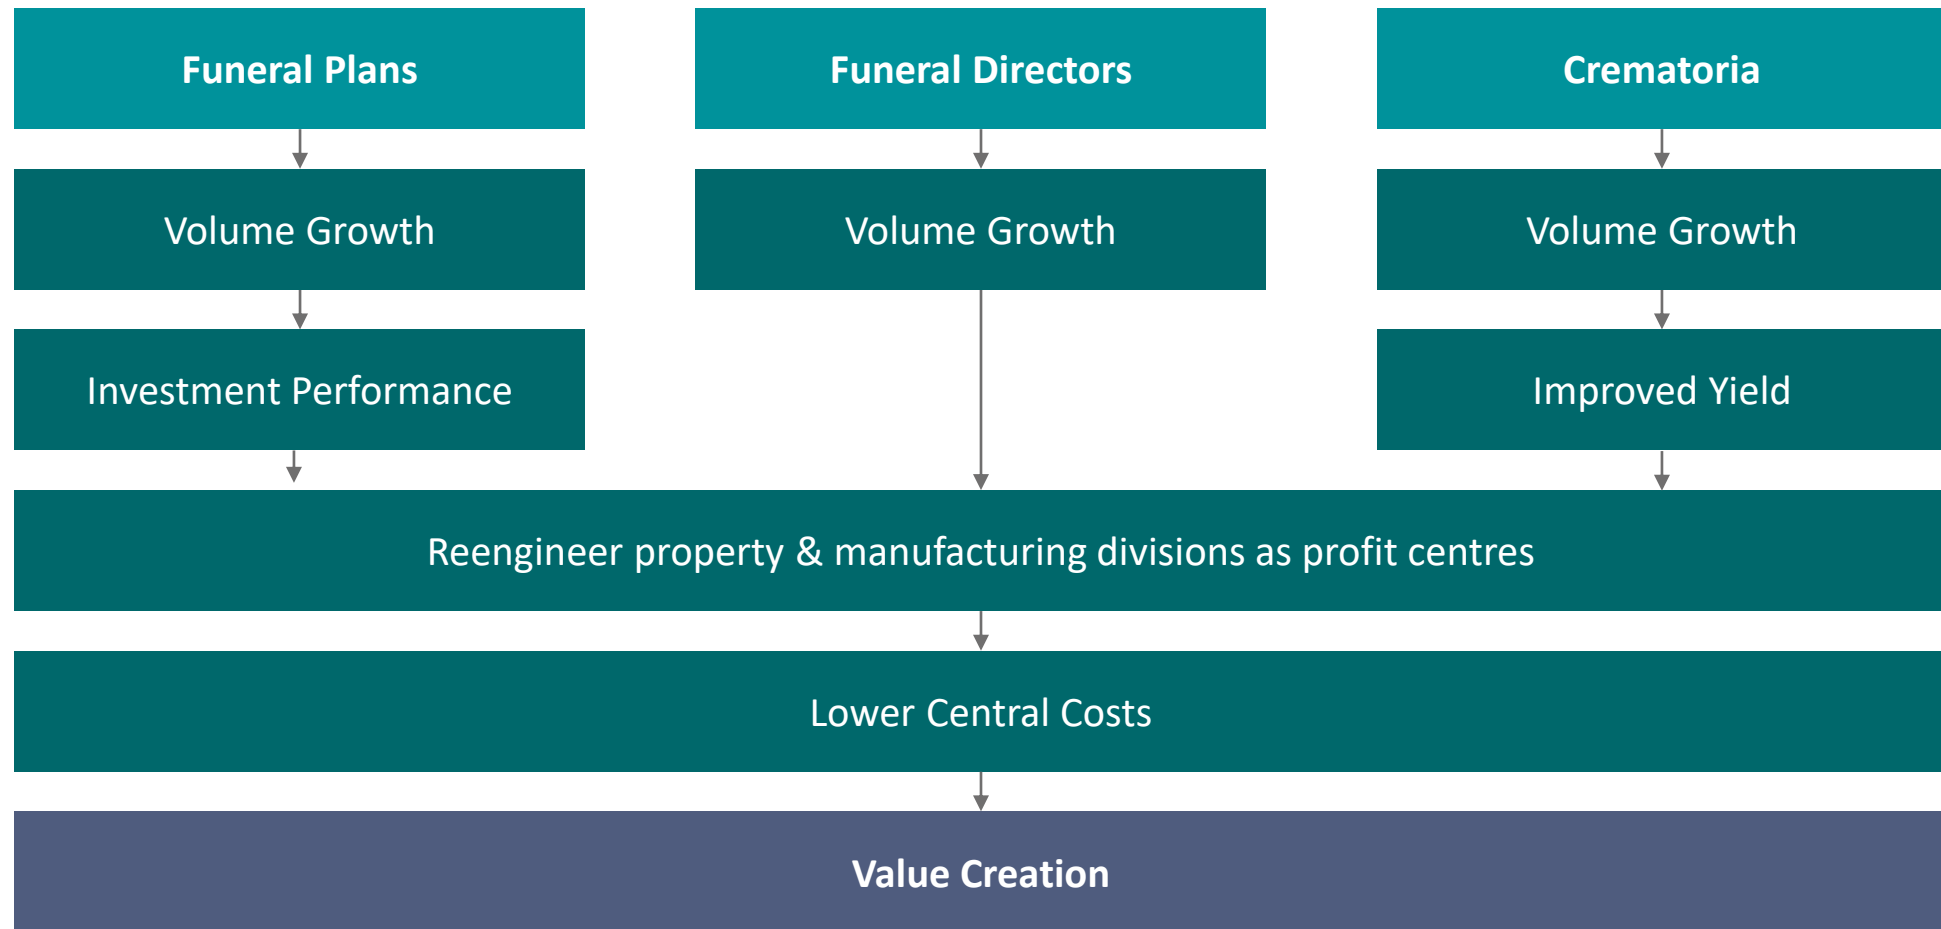 Funeral Plans
Funeral Directors
Crematoria
Volume Growth
Volume Growth
Volume Growth
Investment Performance
Improved Yield
Reengineer property & manufacturing divisions as profit centres
Lower Central Costs
Value Creation